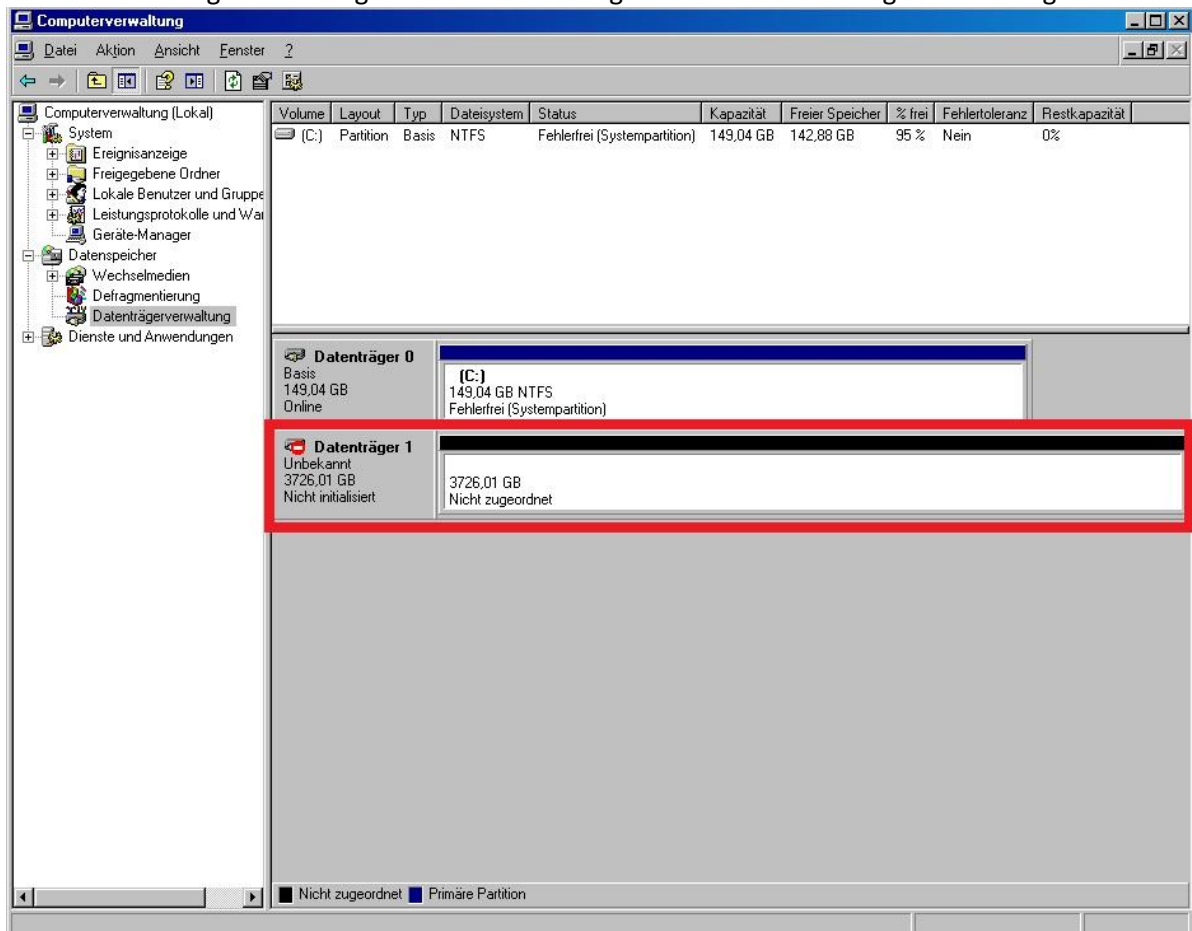 Computerverwaltung
Datei Aktion Ansicht Fenster ?
Computerverwaltung (Lokal)
System
Ereignisanzeige
Freigegebene Ordner
Lokale Benutzer und Gruppe
Leistungsprotokolle und War
Geräte-Manager
Datenspeicher
Wechselmedien
Defragmentierung
Datenträgerverwaltung
Dienste und Anwendungen
Volume Layout Typ Dateisystem Status Kapazität Freier Speicher % frei Fehlertoleranz Restkapazität
(C:) Partition Basis NTFS Fehlerfrei (Systempartition) 149,04 GB 142,88 GB 95 % Nein 0%
Datenträger 0
Basis
149,04 GB
Online
(C:)
149,04 GB NTFS
Fehlerfrei (Systempartition)
Datenträger 1
Unbekannt
3726,01 GB
Nicht initialisiert
3726,01 GB
Nicht zugeordnet
Nicht zugeordnet Primäre Partition